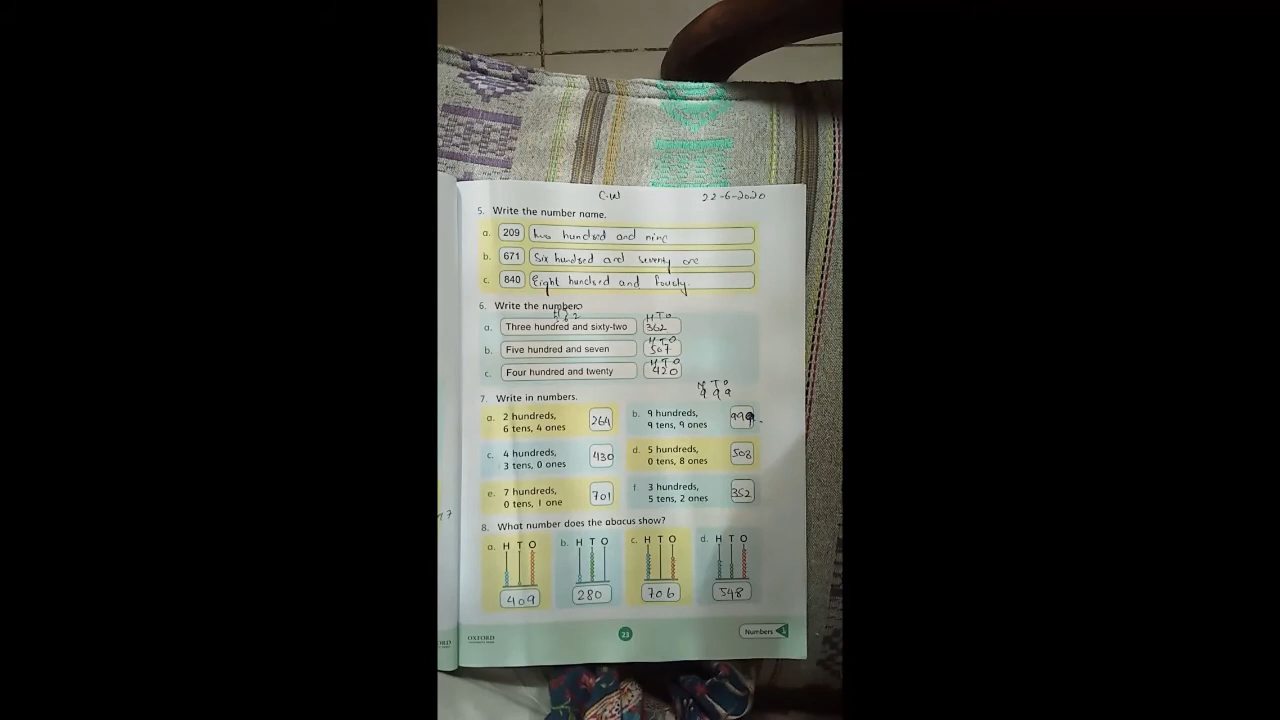 C.W 22-6-2020
5. Write the number name.
a. 209 two hundred and nine
b. 671 Six hundred and seventy one
c. 840 Eight hundred and fourty.
6. Write the number
a. Three hundred and sixty-two 362
H T O
b. Five hundred and seven 507
H T O
c. Four hundred and twenty 420
H T O
H T O
9 9 9
7. Write in numbers.
a. 2 hundreds, 6 tens, 4 ones 264
b. 9 hundreds, 9 tens, 9 ones 999
c. 4 hundreds, 3 tens, 0 ones 430
d. 5 hundreds, 0 tens, 8 ones 508
e. 7 hundreds, 0 tens, 1 one 701
f. 3 hundreds, 5 tens, 2 ones 352
8. What number does the abacus show?
a. H T O b. H T O c. H T O d. H T O
409 280 706 548
OXFORD
23
Numbers